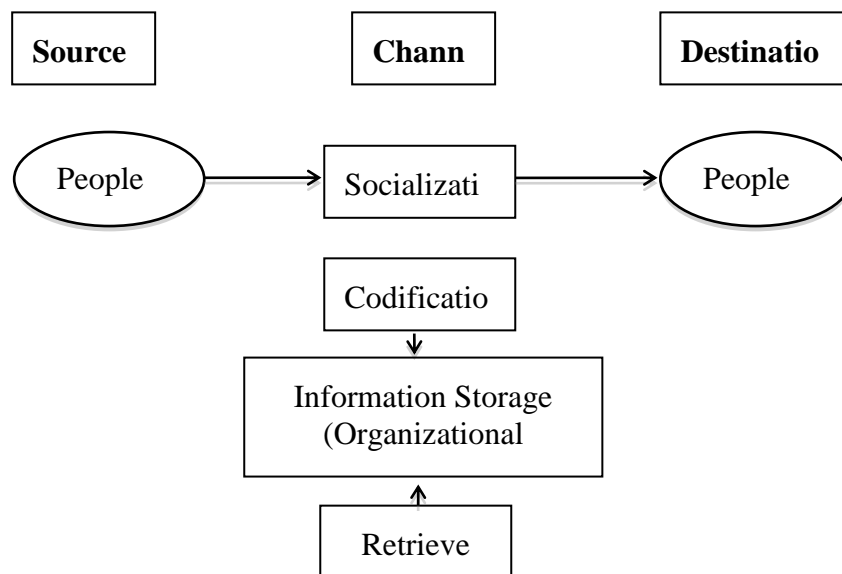 Source
Chann
Destinatio
People
Socializati
People
Codificatio
Information Storage
(Organizational
Retrieve